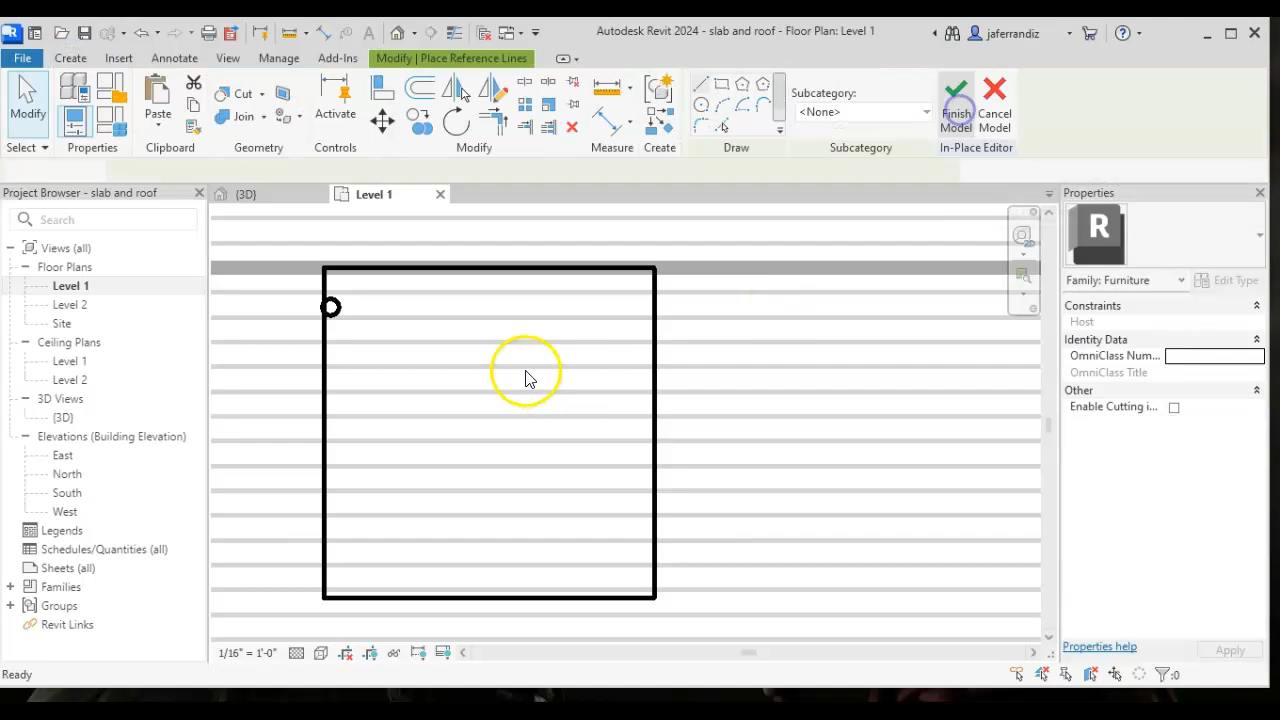 Autodesk Revit 2024 - slab and roof - Floor Plan: Level 1
jaferrandiz
File
Create
Insert
Annotate
View
Manage
Add-Ins
Modify | Place Reference Lines
Modify
Paste
Cut
Join
Activate
Finish
Model
Cancel
Model
Subcategory:
<None>
Select
Properties
Clipboard
Geometry
Controls
Modify
Measure
Create
Draw
Subcategory
In-Place Editor
Project Browser - slab and roof
Search
Views (all)
Floor Plans
Level 1
Level 2
Site
Ceiling Plans
Level 1
Level 2
3D Views
{3D}
Elevations (Building Elevation)
East
North
South
West
Legends
Schedules/Quantities (all)
Sheets (all)
Families
Groups
Revit Links
{3D}
Level 1
2D
1/16" = 1'-0"
Properties
R
Family: Furniture
Edit Type
Constraints
Host
Identity Data
OmniClass Num...
OmniClass Title
Other
Enable Cutting i...
Properties help
Apply
Ready
:0